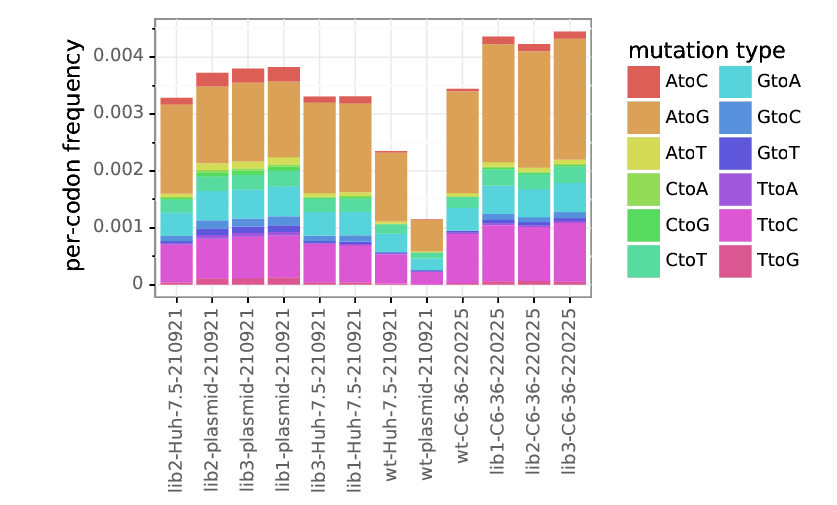 per-codon frequency
0.004
0.003
0.002
0.001
0
lib2-Huh-7.5-210921
lib2-plasmid-210921
lib3-plasmid-210921
lib1-plasmid-210921
lib3-Huh-7.5-210921
lib1-Huh-7.5-210921
wt-Huh-7.5-210921
wt-plasmid-210921
wt-C6-36-220225
lib1-C6-36-220225
lib2-C6-36-220225
lib3-C6-36-220225
mutation type
AtoC GtoA
AtoG GtoC
AtoT GtoT
CtoA TtoA
CtoG TtoC
CtoT TtoG